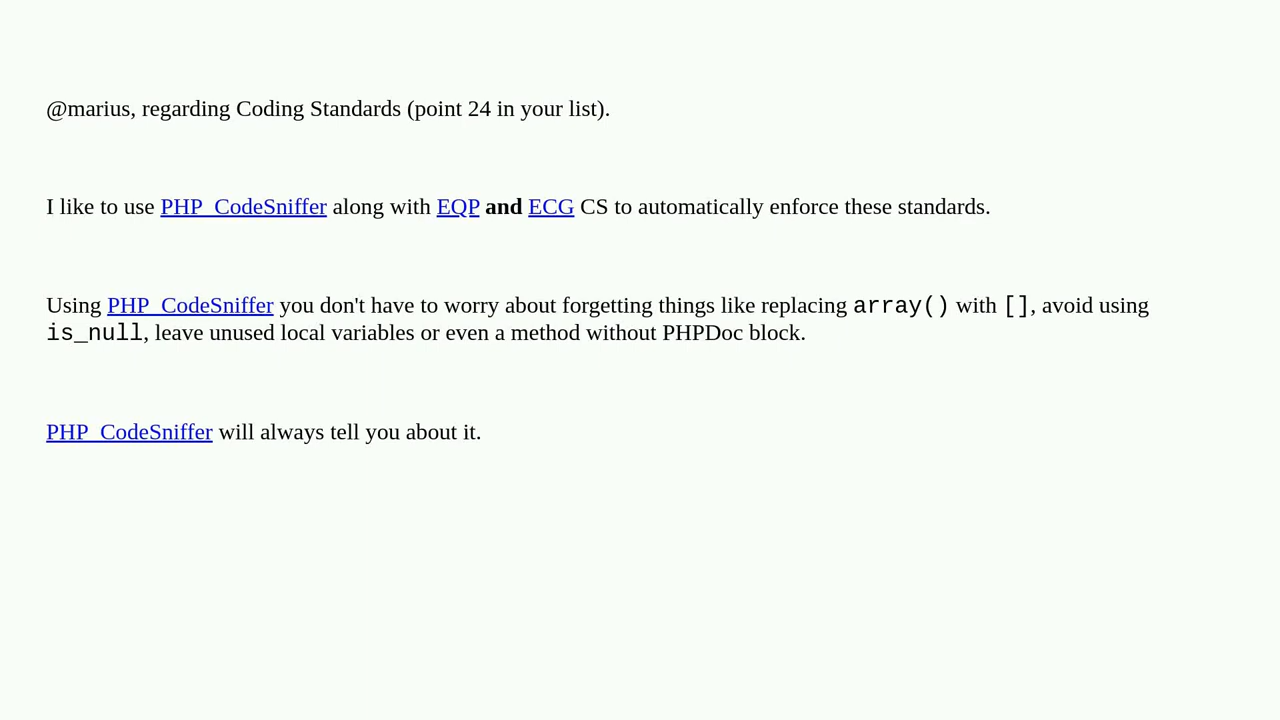 @marius, regarding Coding Standards (point 24 in your list).
I like to use PHP_CodeSniffer along with EQP and ECG CS to automatically enforce these standards.
Using PHP_CodeSniffer you don't have to worry about forgetting things like replacing array() with [], avoid using
is_null, leave unused local variables or even a method without PHPDoc block.
PHP_CodeSniffer will always tell you about it.